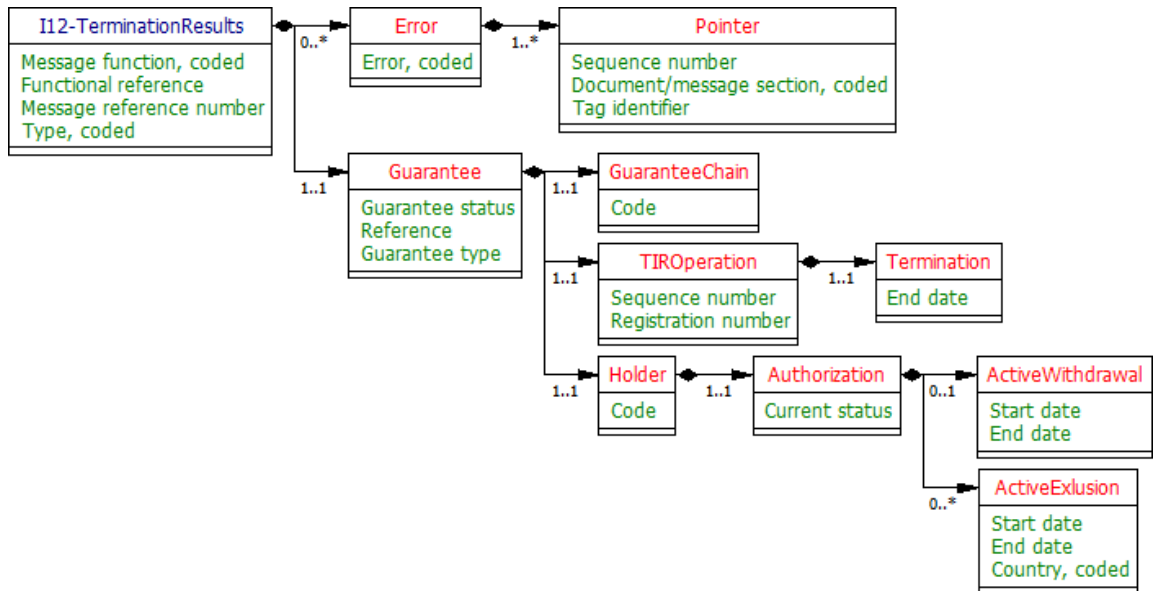 I12-TerminationResults
Message function, coded
Functional reference
Message reference number
Type, coded
0..*
Error
Error, coded
1..*
Pointer
Sequence number
Document/message section, coded
Tag identifier
1..1
Guarantee
Guarantee status
Reference
Guarantee type
1..1
GuaranteeChain
Code
1..1
TIROperation
Sequence number
Registration number
1..1
Termination
End date
1..1
Holder
Code
1..1
Authorization
Current status
0..1
ActiveWithdrawal
Start date
End date
0..*
ActiveExlusion
Start date
End date
Country, coded